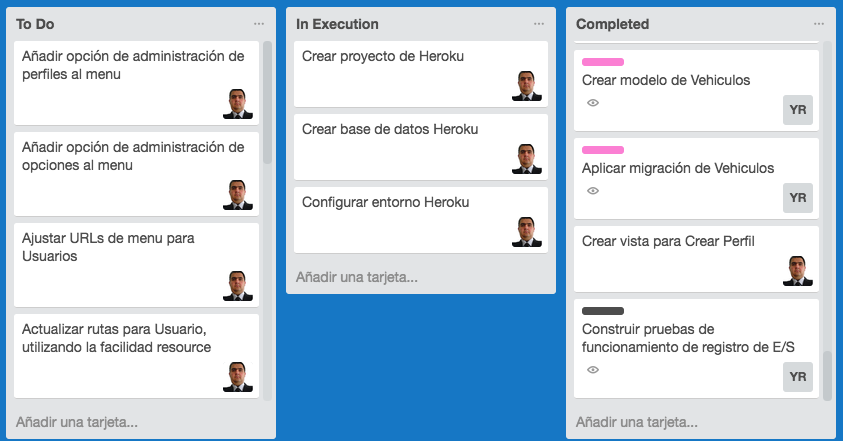 To Do
Añadir opción de administración de
perfiles al menu
Añadir opción de administración de
opciones al menu
Ajustar URLs de menu para
Usuarios
Actualizar rutas para Usuario,
utilizando la facilidad resource
Añadir una tarjeta...
In Execution
Crear proyecto de Heroku
Crear base de datos Heroku
Configurar entorno Heroku
Añadir una tarjeta...
Completed
Crear modelo de Vehiculos
YR
Aplicar migración de Vehiculos
YR
Crear vista para Crear Perfil
Construir pruebas de
funcionamiento de registro de E/S
YR
Añadir una tarjeta...